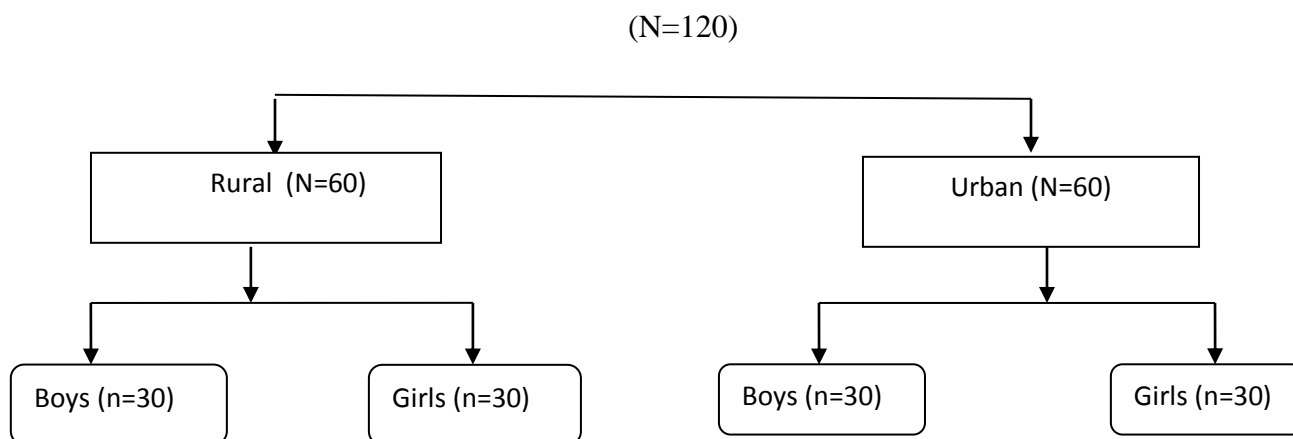 (N=120)
Rural (N=60)
Urban (N=60)
Boys (n=30)
Girls (n=30)
Boys (n=30)
Girls (n=30)